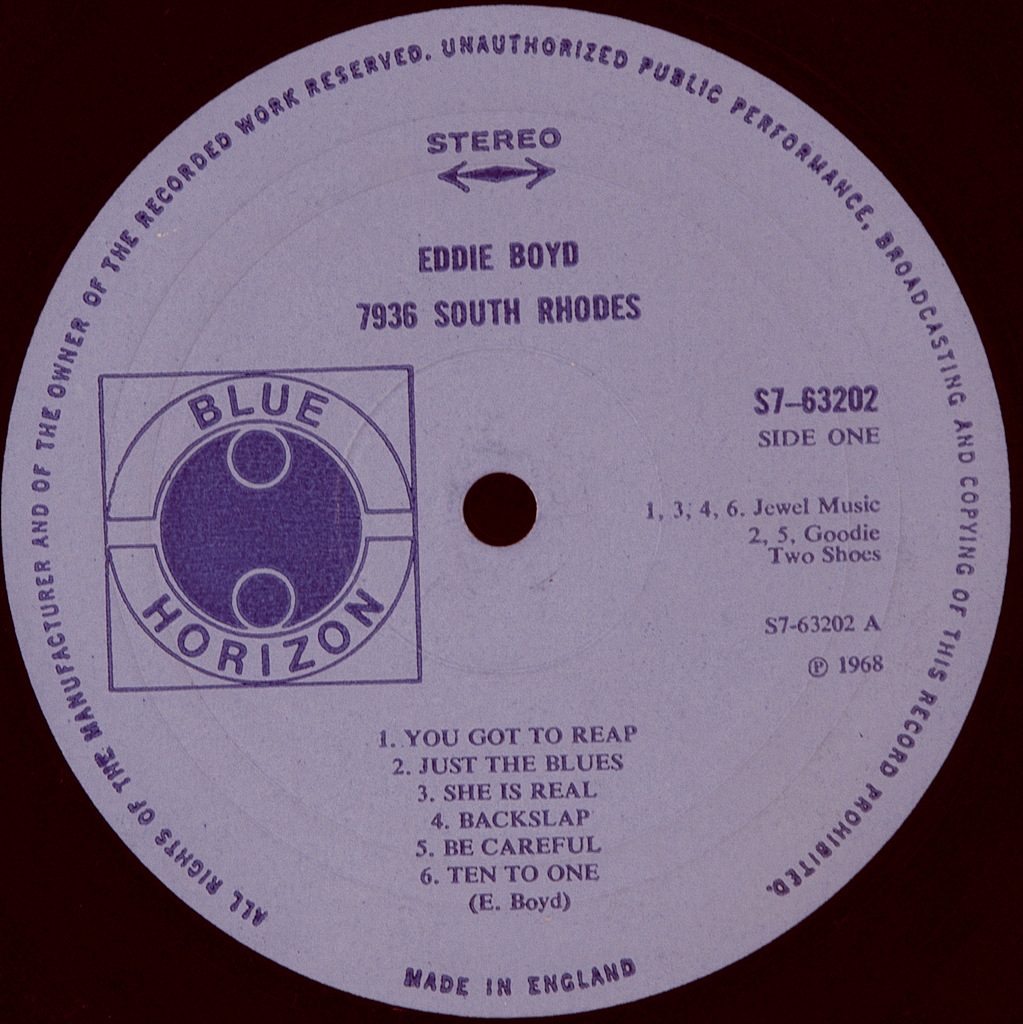 ALL RIGHTS OF THE MANUFACTURER AND OF THE OWNER OF THE RECORDED WORK RESERVED. UNAUTHORIZED PUBLIC PERFORMANCE, BROADCASTING AND COPYING OF THIS RECORD PROHIBITED.
STEREO
EDDIE BOYD
7936 SOUTH RHODES
BLUE
HORIZON
S7-63202
SIDE ONE
1, 3, 4, 6. Jewel Music
2, 5. Goodie
Two Shoes
S7-63202 A
℗ 1968
1. YOU GOT TO REAP
2. JUST THE BLUES
3. SHE IS REAL
4. BACKSLAP
5. BE CAREFUL
6. TEN TO ONE
(E. Boyd)
MADE IN ENGLAND